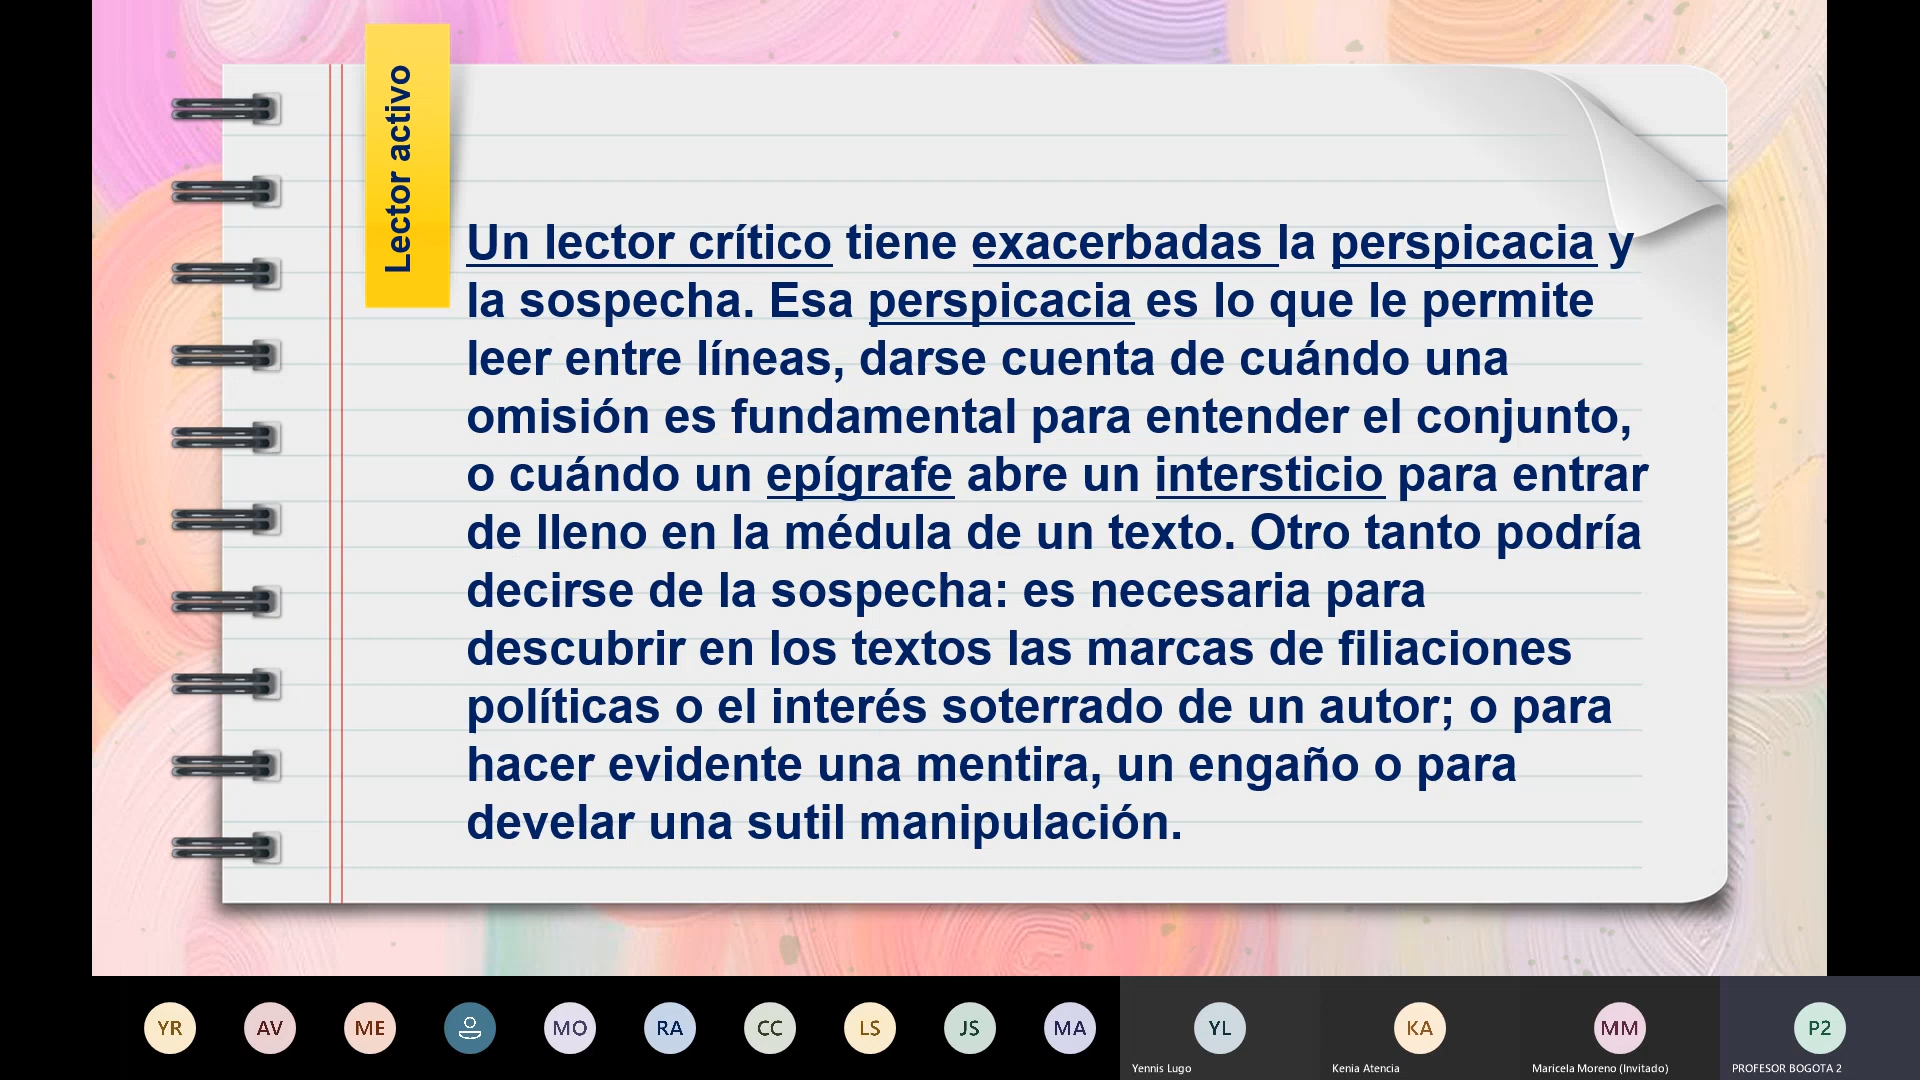 Lector activo
Un lector crítico tiene exacerbadas la perspicacia y
la sospecha. Esa perspicacia es lo que le permite
leer entre líneas, darse cuenta de cuándo una
omisión es fundamental para entender el conjunto,
o cuándo un epígrafe abre un intersticio para entrar
de lleno en la médula de un texto. Otro tanto podría
decirse de la sospecha: es necesaria para
descubrir en los textos las marcas de filiaciones
políticas o el interés soterrado de un autor; o para
hacer evidente una mentira, un engaño o para
develar una sutil manipulación.
YR AV ME MO RA CC LS JS MA YL KA MM P2
Yennis Lugo Kenia Atencia Maricela Moreno (Invitado) PROFESOR BOGOTA 2